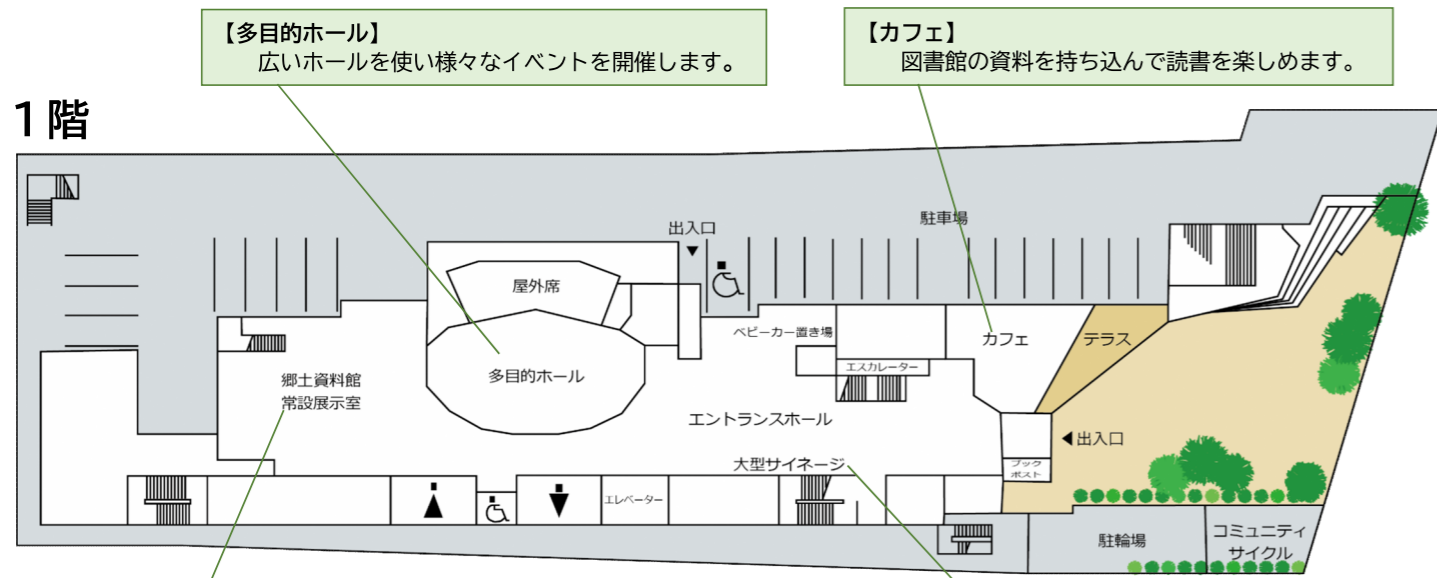 【多目的ホール】
広いホールを使い様々なイベントを開催します。
【カフェ】
図書館の資料を持ち込んで読書を楽しめます。
1階
出入口
駐車場
屋外席
ベビーカー置き場
カフェ
テラス
エスカレーター
郷土資料館
常設展示室
多目的ホール
エントランスホール
出入口
大型サイネージ
ブック
ポスト
エレベーター
駐輪場
コミュニティ
サイクル